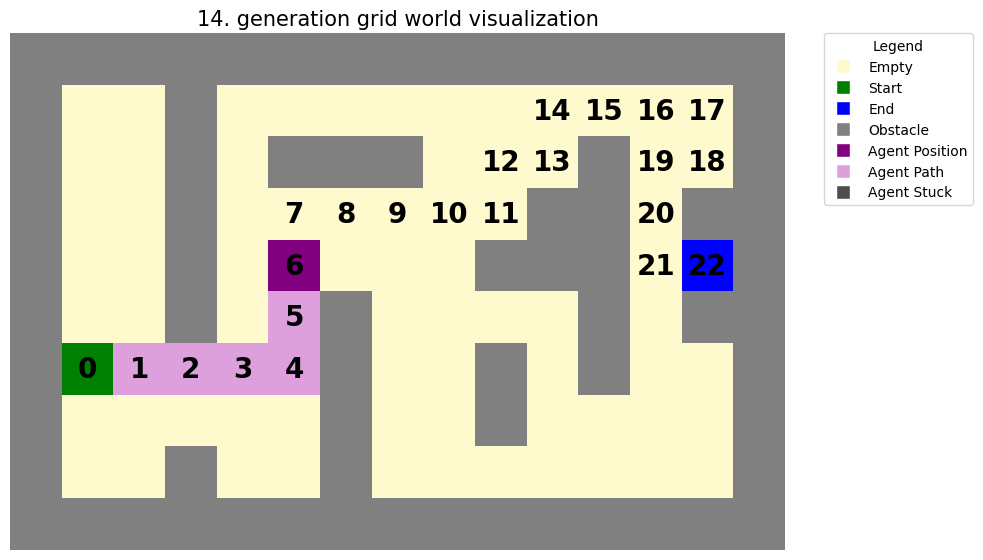 14. generation grid world visualization
Legend
Empty
Start
End
Obstacle
Agent Position
Agent Path
Agent Stuck
14 15 16 17
12 13 19 18
7 8 9 10 11 20
6 21 22
5
0 1 2 3 4